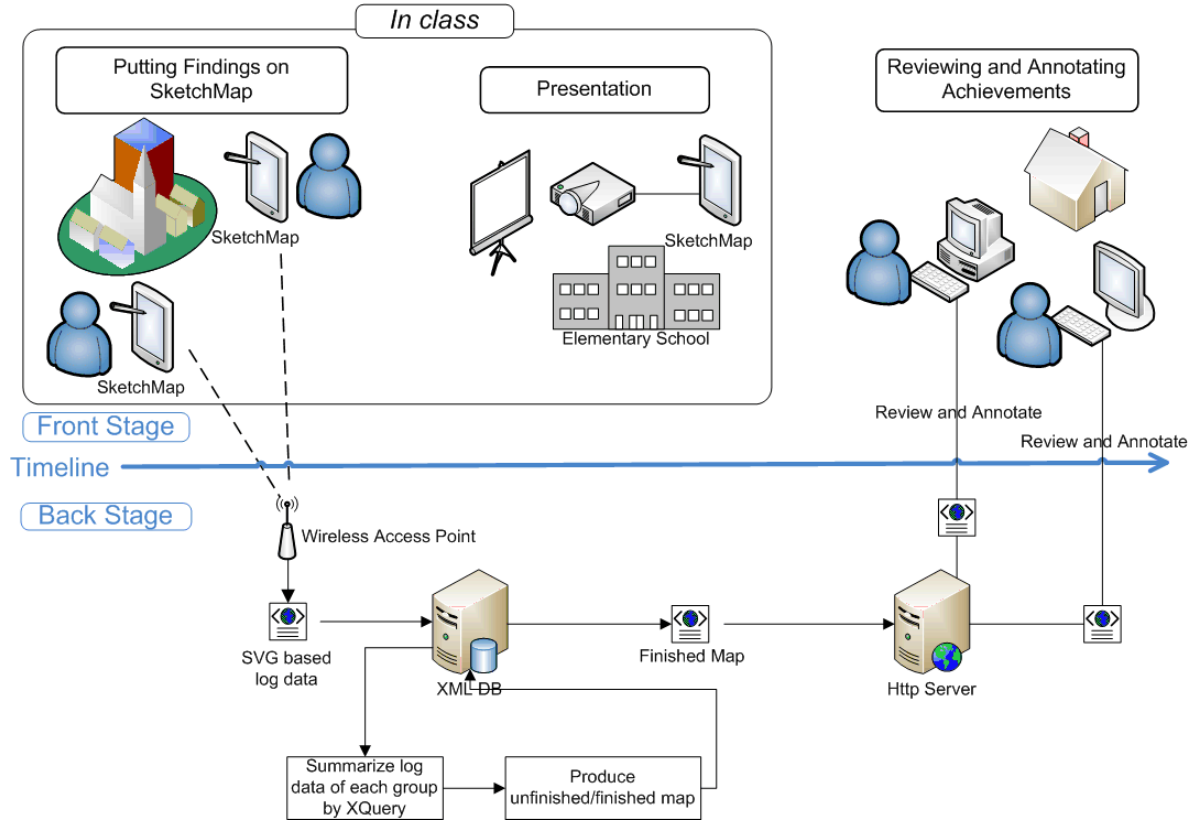 In class
Putting Findings on
SketchMap
Presentation
Reviewing and Annotating
Achievements
SketchMap
SketchMap
SketchMap
Elementary School
Review and Annotate
Review and Annotate
Front Stage
Timeline
Back Stage
Wireless Access Point
SVG based
log data
XML DB
Finished Map
Http Server
Summarize log
data of each group
by XQuery
Produce
unfinished/finished map